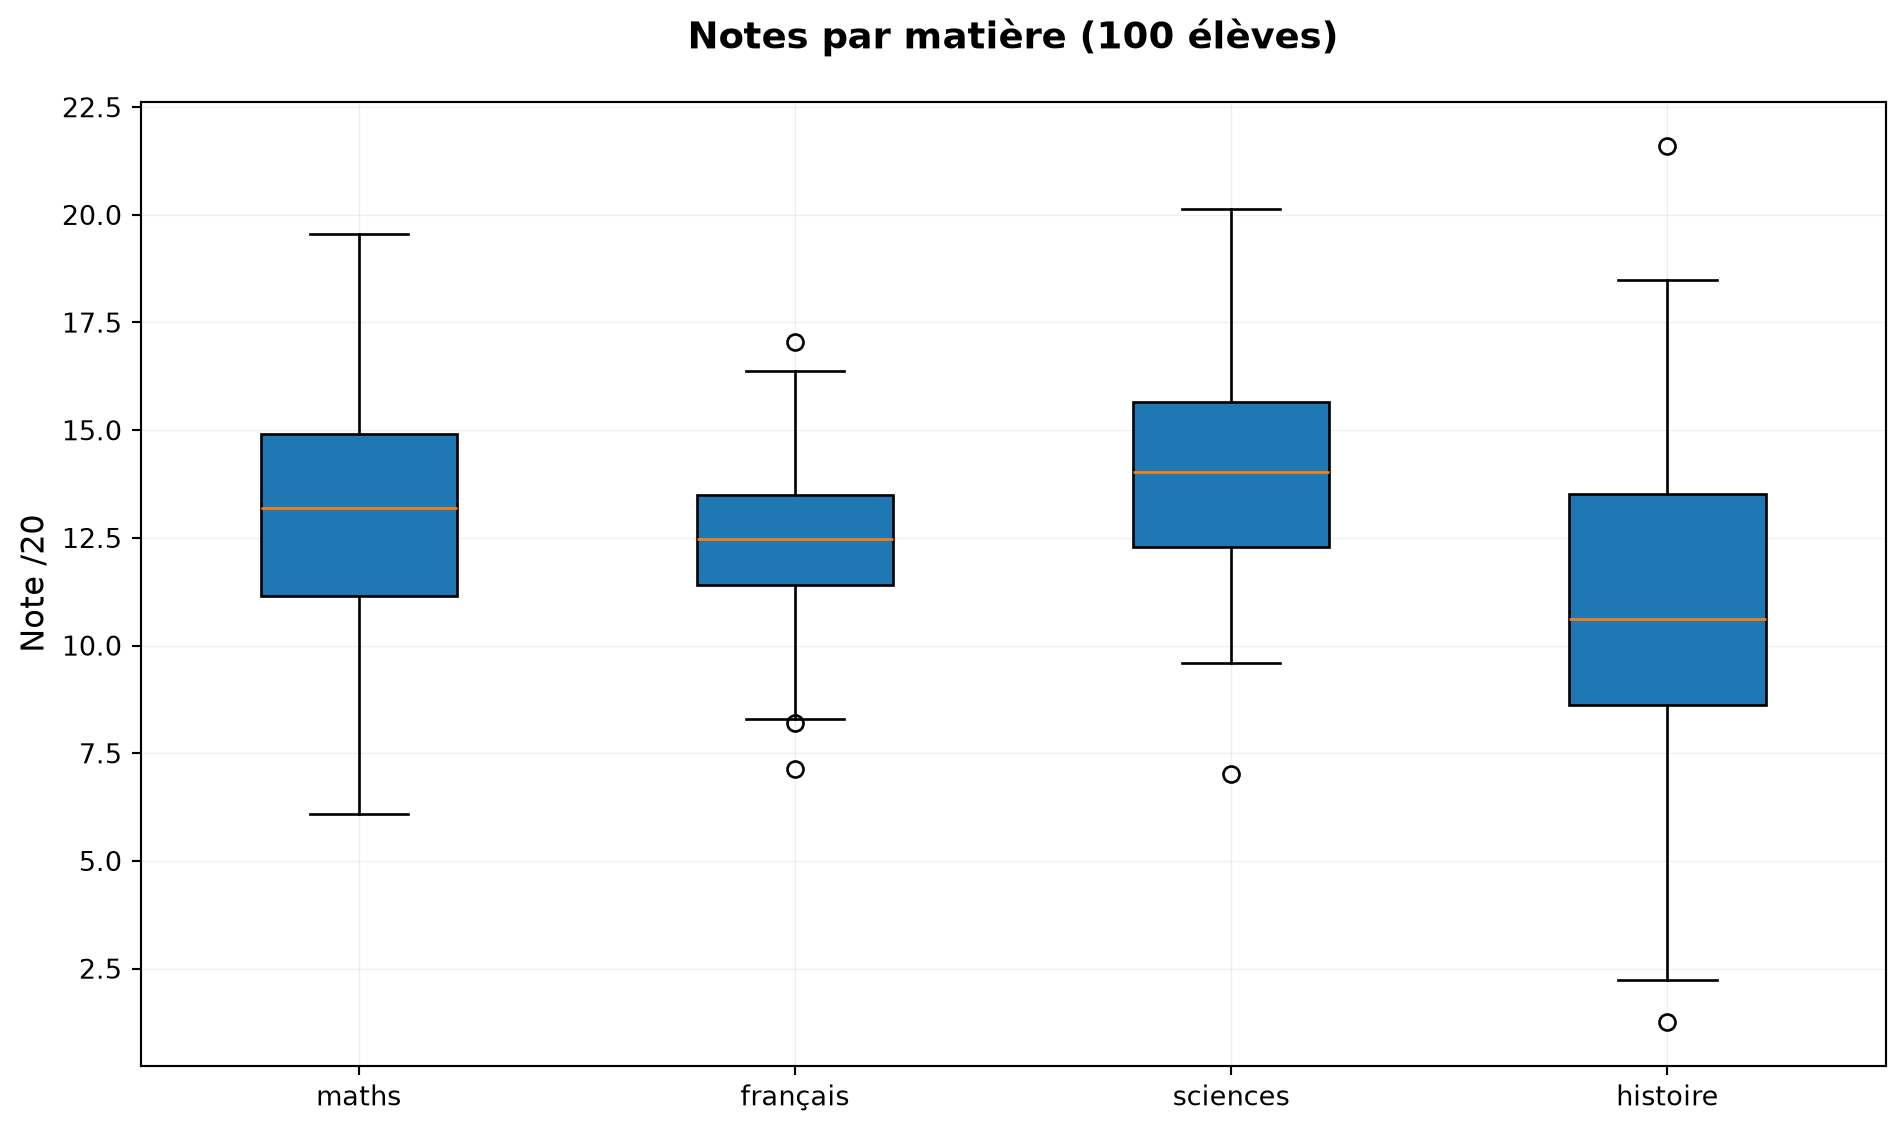 Notes par matière (100 élèves)
22.5
20.0
17.5
15.0
12.5
10.0
7.5
5.0
2.5
Note /20
maths
français
sciences
histoire